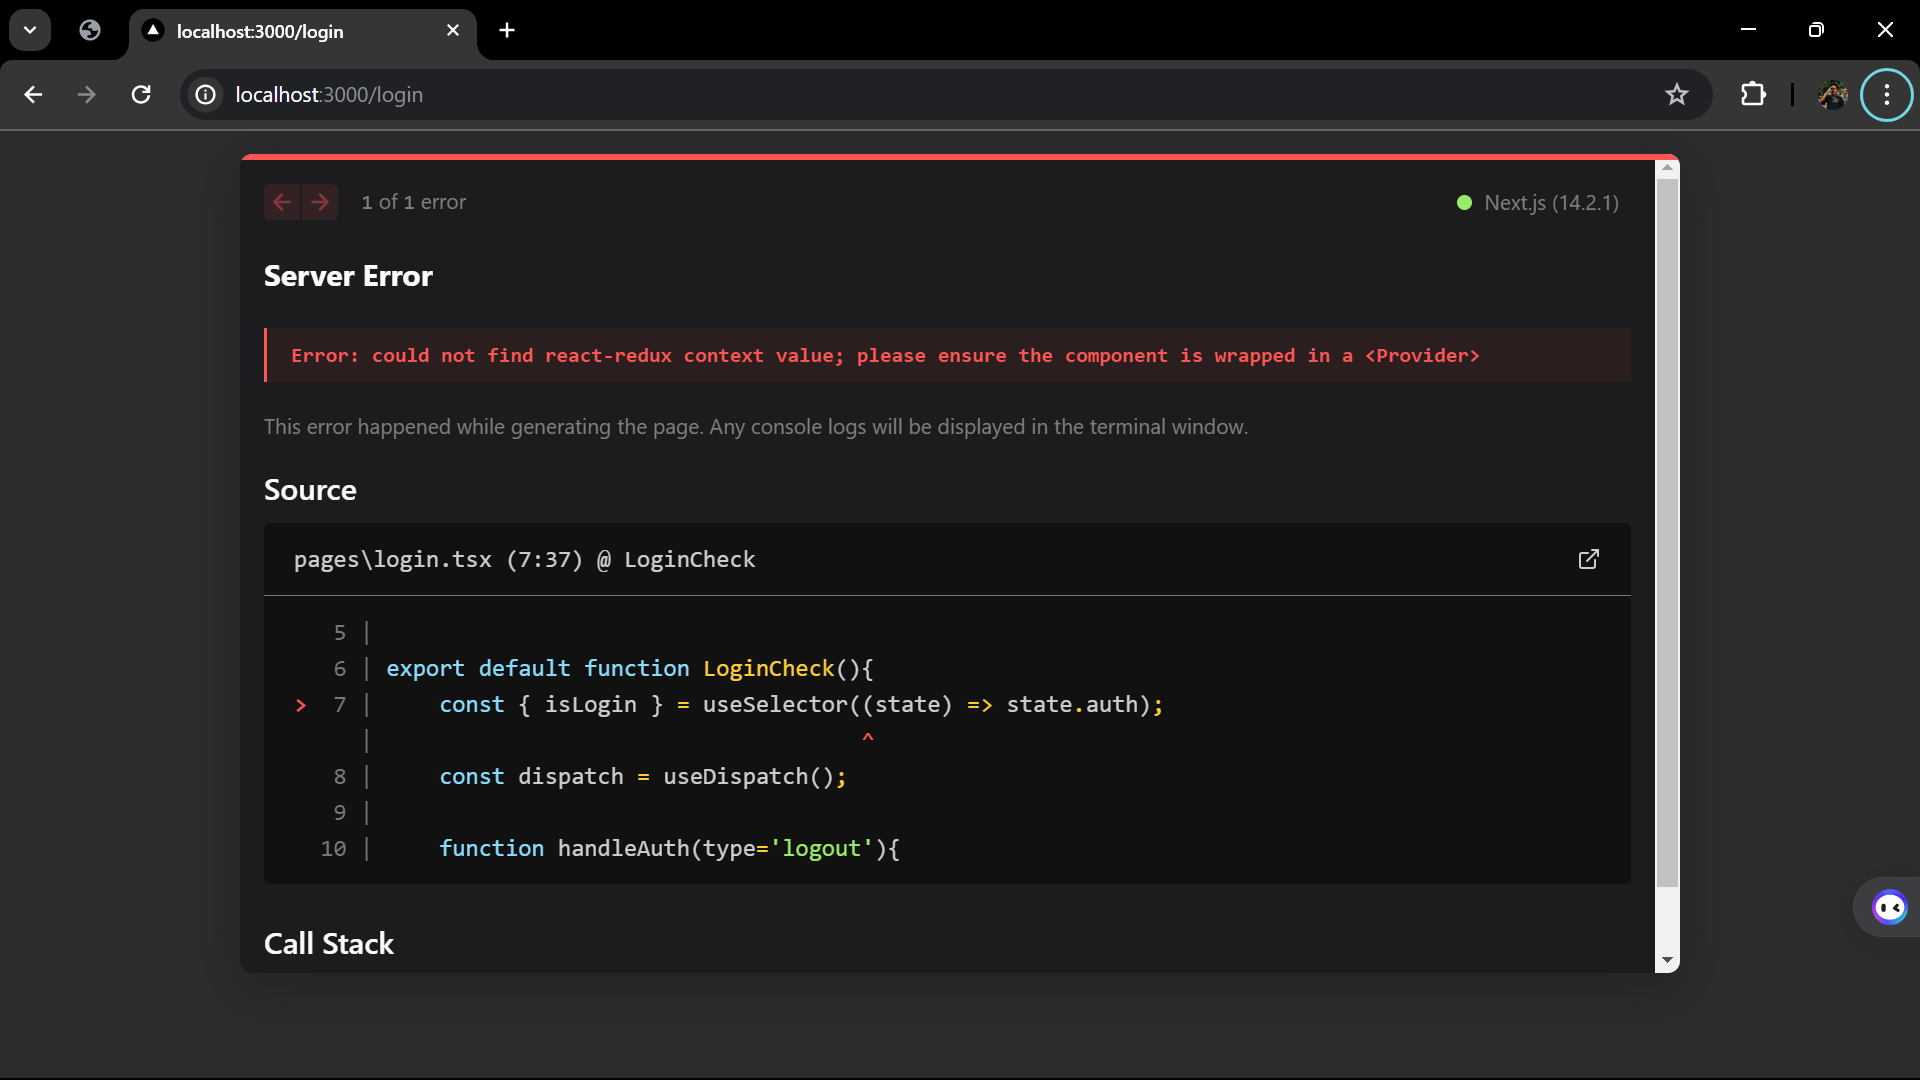 localhost:3000/login
localhost:3000/login
1 of 1 error
Next.js (14.2.1)
Server Error
Error: could not find react-redux context value; please ensure the component is wrapped in a <Provider>
This error happened while generating the page. Any console logs will be displayed in the terminal window.
Source
pages\login.tsx (7:37) @ LoginCheck
5 |
6 | export default function LoginCheck(){
> 7 |     const { isLogin } = useSelector((state) => state.auth);
|                                     ^
8 |     const dispatch = useDispatch();
9 |
10 |     function handleAuth(type='logout'){
Call Stack